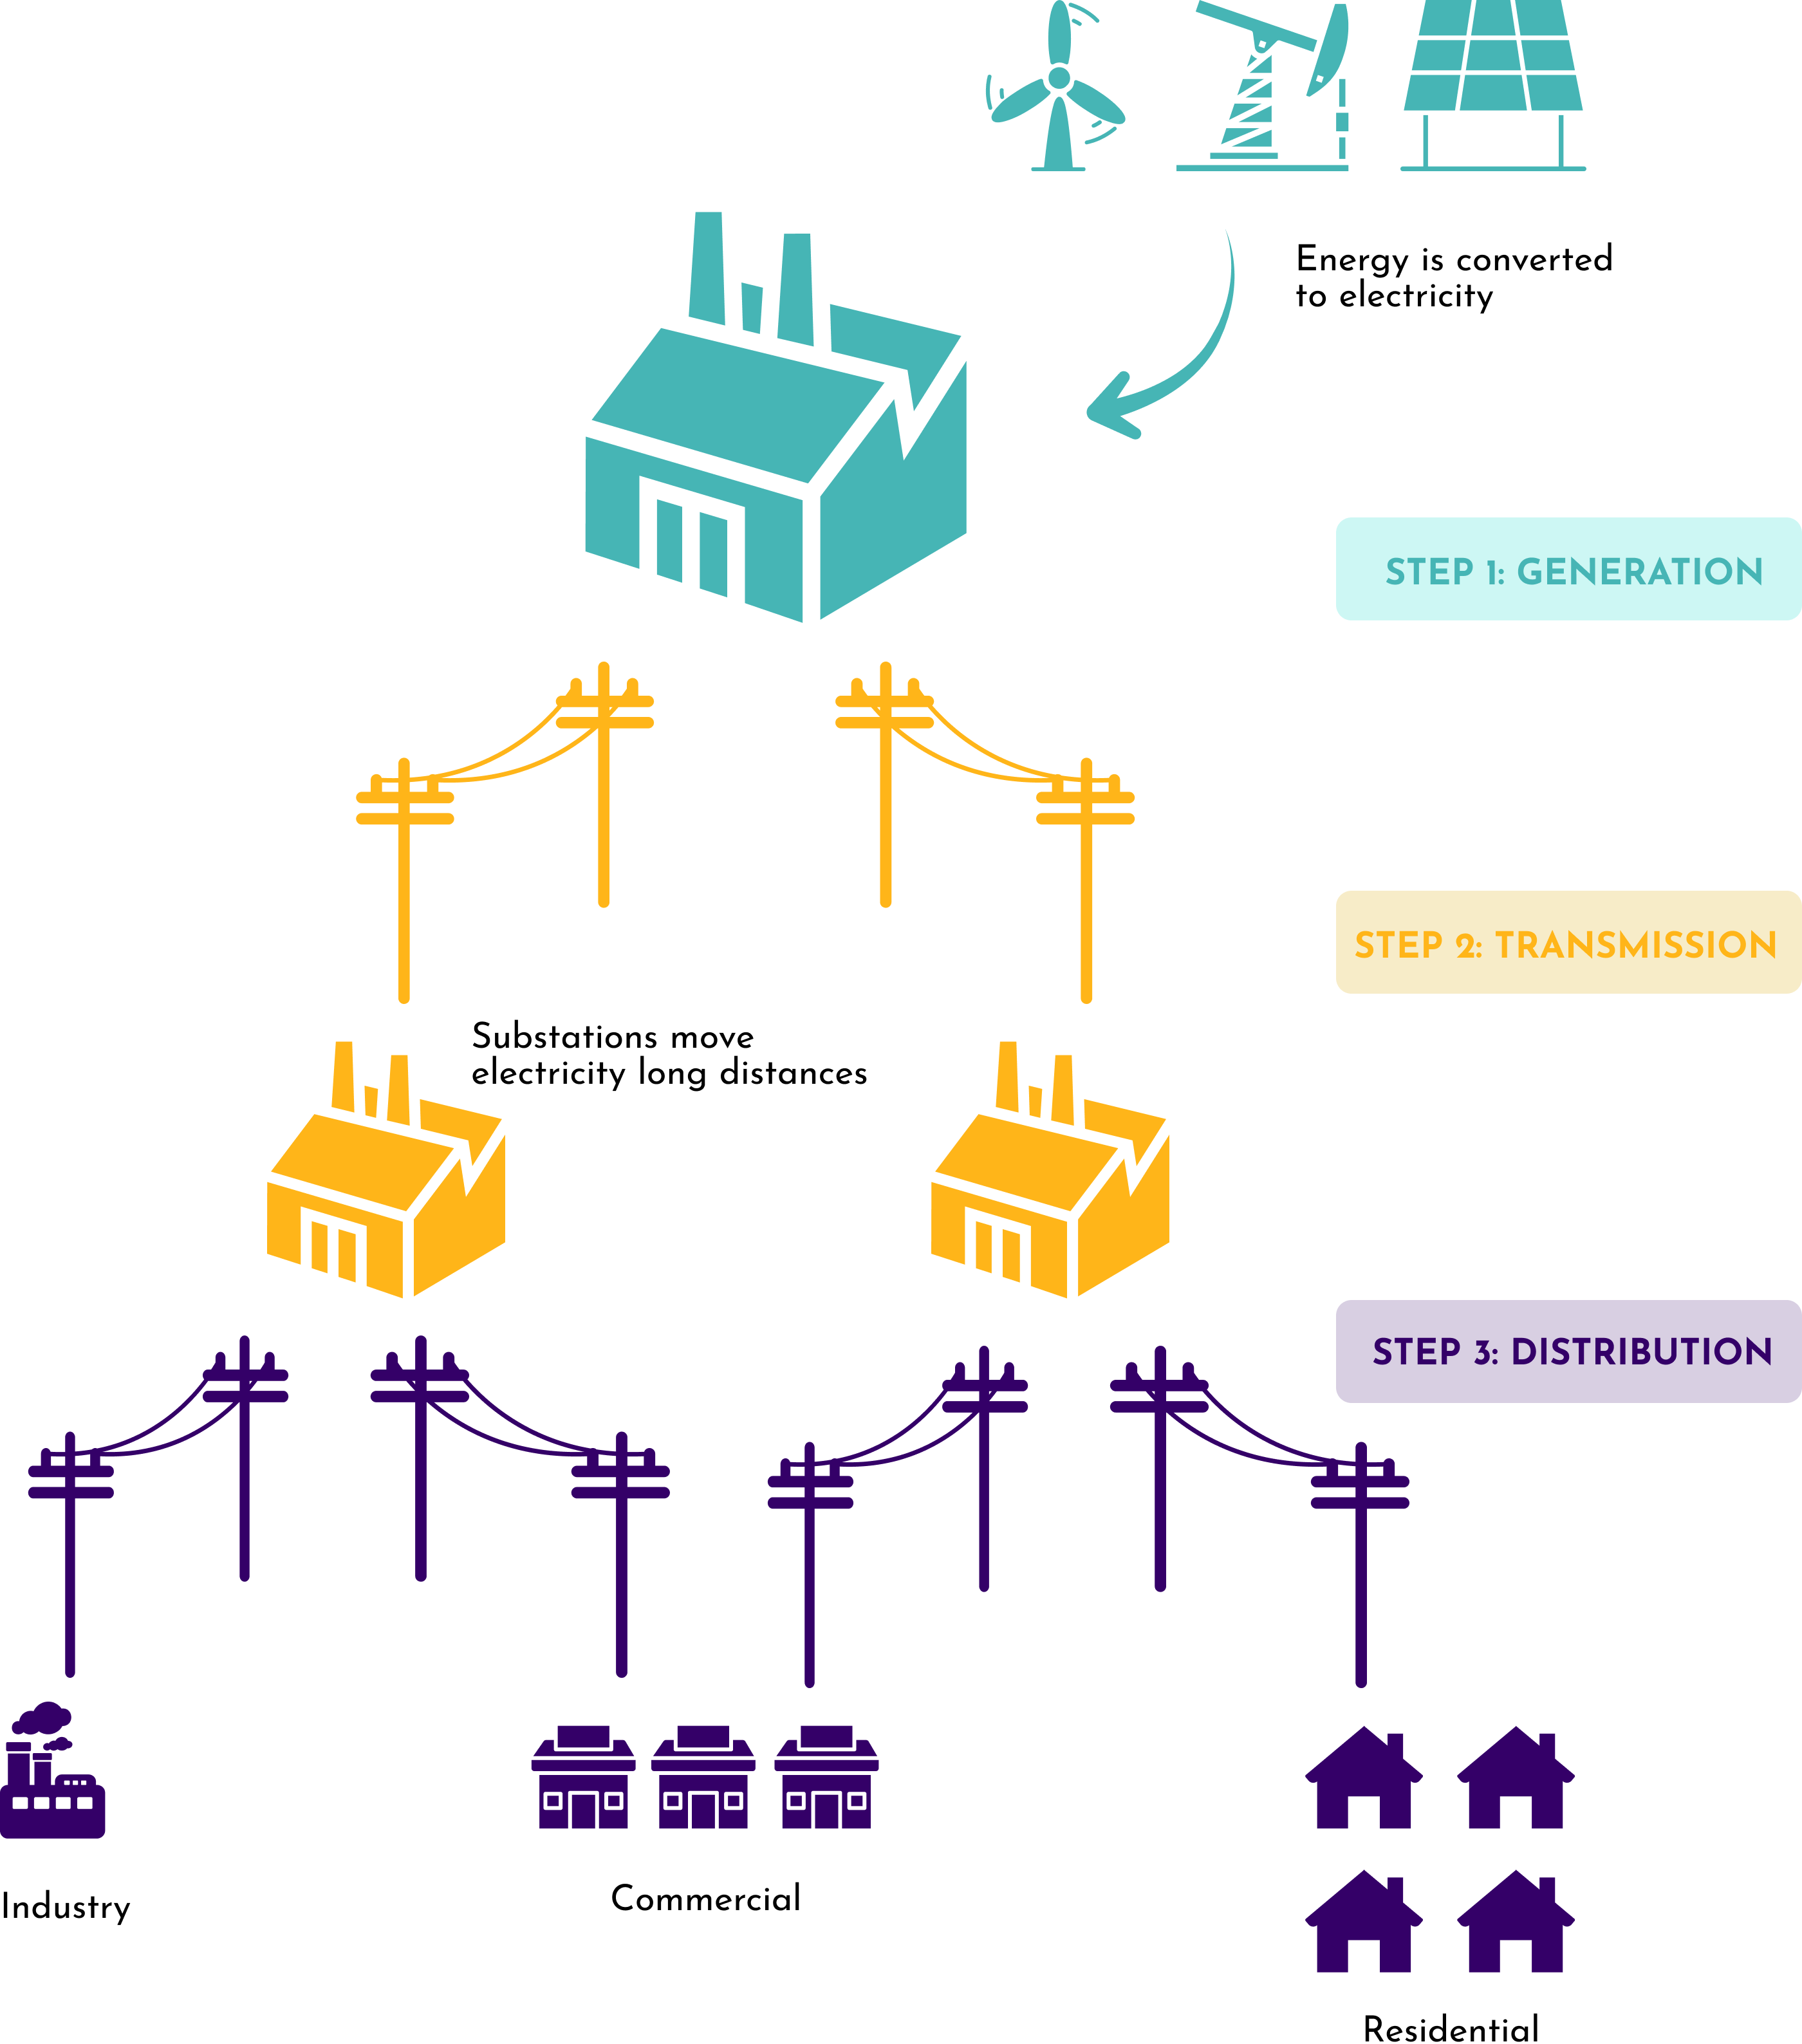 Energy is converted
to electricity
STEP 1: GENERATION
STEP 2: TRANSMISSION
Substations move
electricity long distances
STEP 3: DISTRIBUTION
Industry
Commercial
Residential